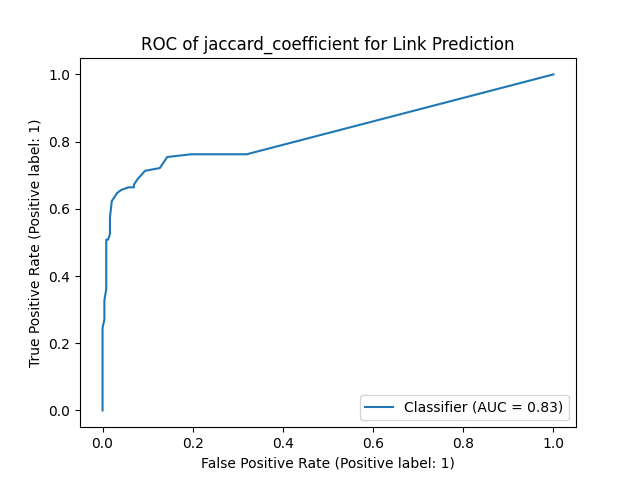 ROC of jaccard_coefficient for Link Prediction
True Positive Rate (Positive label: 1)
1.0
0.8
0.6
0.4
0.2
0.0
Classifier (AUC = 0.83)
0.0 0.2 0.4 0.6 0.8 1.0
False Positive Rate (Positive label: 1)